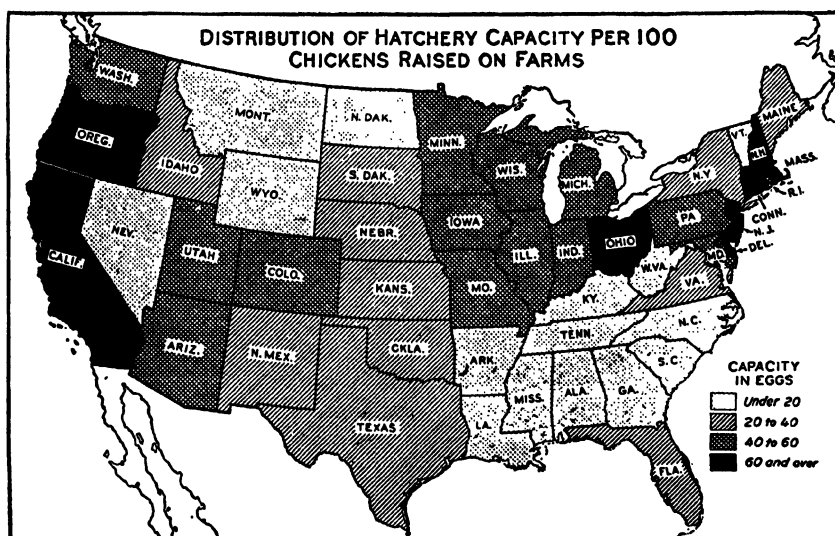 DISTRIBUTION OF HATCHERY CAPACITY PER 100
CHICKENS RAISED ON FARMS
WASH.
OREG.
CALIF.
IDAHO
NEV.
MONT.
WYO.
UTAH
ARIZ.
COLO.
N. MEX.
N. DAK.
S. DAK.
NEBR.
KANS.
OKLA.
TEXAS
MINN.
IOWA
MO.
ARK.
LA.
WIS.
ILL.
MICH.
IND.
OHIO
KY.
TENN.
MISS.
ALA.
GA.
FLA.
S.C.
N.C.
VA.
W.VA.
MD.
DEL.
N.J.
PA
N.Y
CONN.
R.I.
MASS.
VT.
N.H.
MAINE
CAPACITY
IN EGGS
Under 20
20 to 40
40 to 60
60 and over